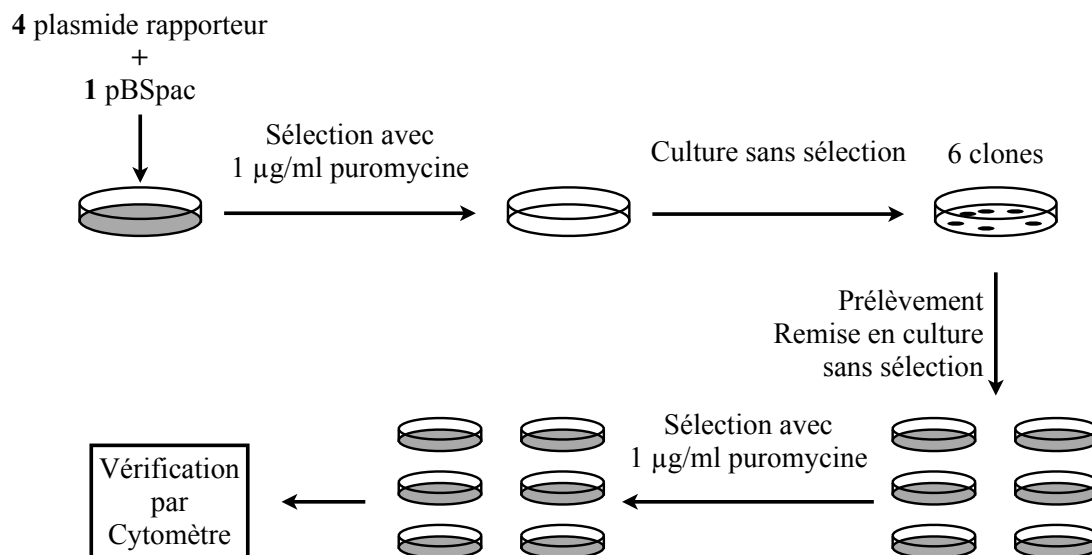 4 plasmide rapporteur
+
1 pBSpac
Sélection avec
1 µg/ml puromycine
Culture sans sélection
6 clones
Prélèvement
Remise en culture
sans sélection
Sélection avec
1 µg/ml puromycine
Vérification
par
Cytomètre